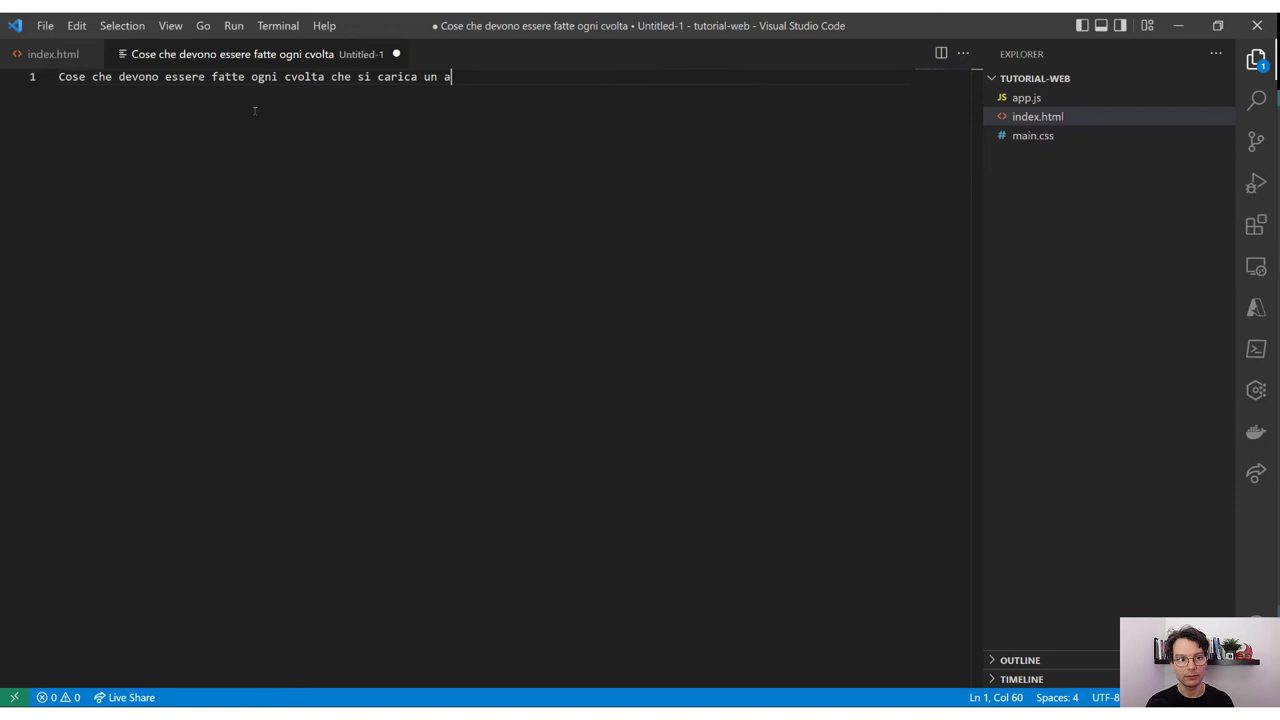 File Edit Selection View Go Run Terminal Help
● Cose che devono essere fatte ogni cvolta • Untitled-1 - tutorial-web - Visual Studio Code
index.html
Cose che devono essere fatte ogni cvolta Untitled-1
EXPLORER
1
1 Cose che devono essere fatte ogni cvolta che si carica un a
TUTORIAL-WEB
JS app.js
index.html
# main.css
OUTLINE
TIMELINE
0 0 Live Share
Ln 1, Col 60 Spaces: 4 UTF-8